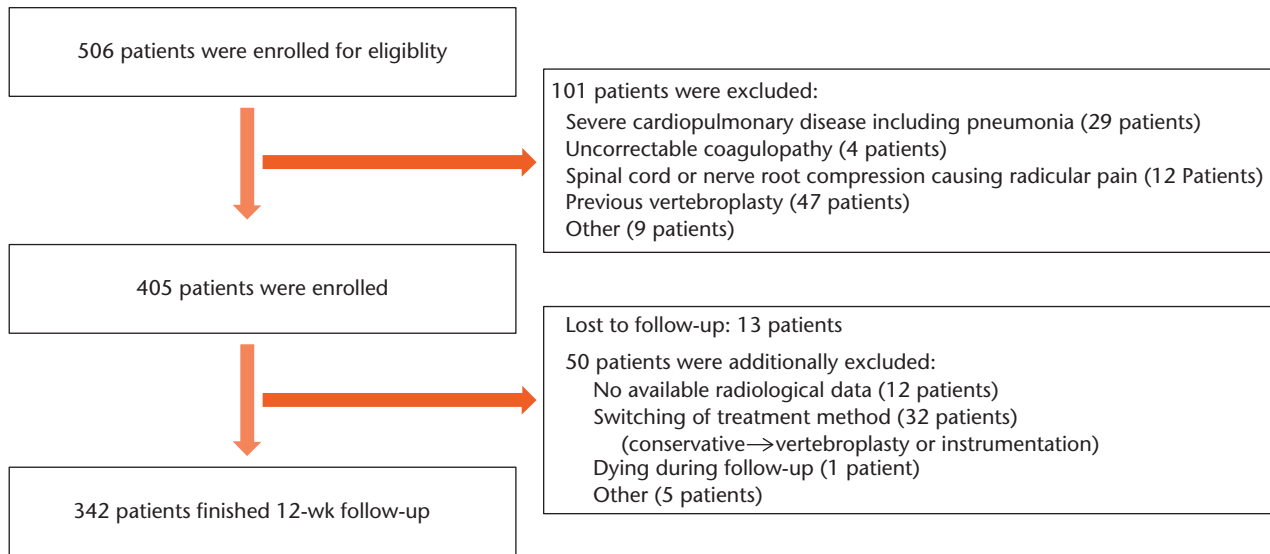 506 patients were enrolled for eligiblity
101 patients were excluded:
Severe cardiopulmonary disease including pneumonia (29 patients)
Uncorrectable coagulopathy (4 patients)
Spinal cord or nerve root compression causing radicular pain (12 Patients)
Previous vertebroplasty (47 patients)
Other (9 patients)
405 patients were enrolled
Lost to follow-up: 13 patients
50 patients were additionally excluded:
No available radiological data (12 patients)
Switching of treatment method (32 patients)
(conservative→vertebroplasty or instrumentation)
Dying during follow-up (1 patient)
Other (5 patients)
342 patients finished 12-wk follow-up